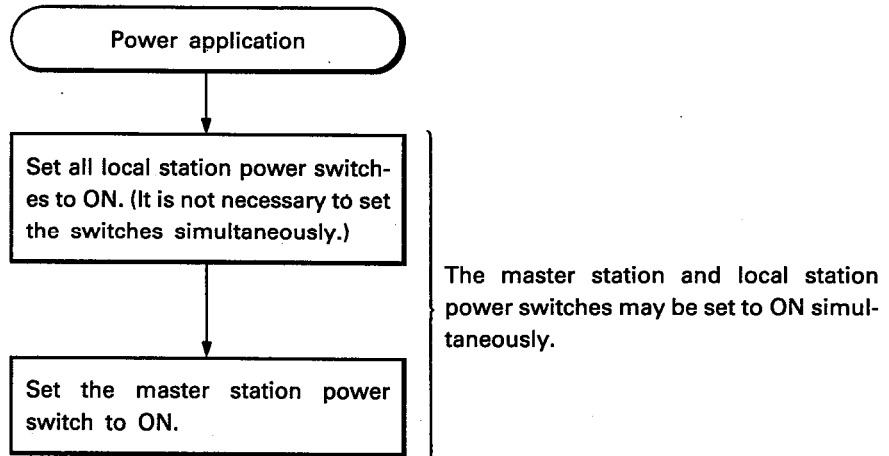 Power application
Set all local station power switch-
es to ON. (It is not necessary to set
the switches simultaneously.)
The master station and local station
power switches may be set to ON simul-
taneously.
Set the master station power
switch to ON.